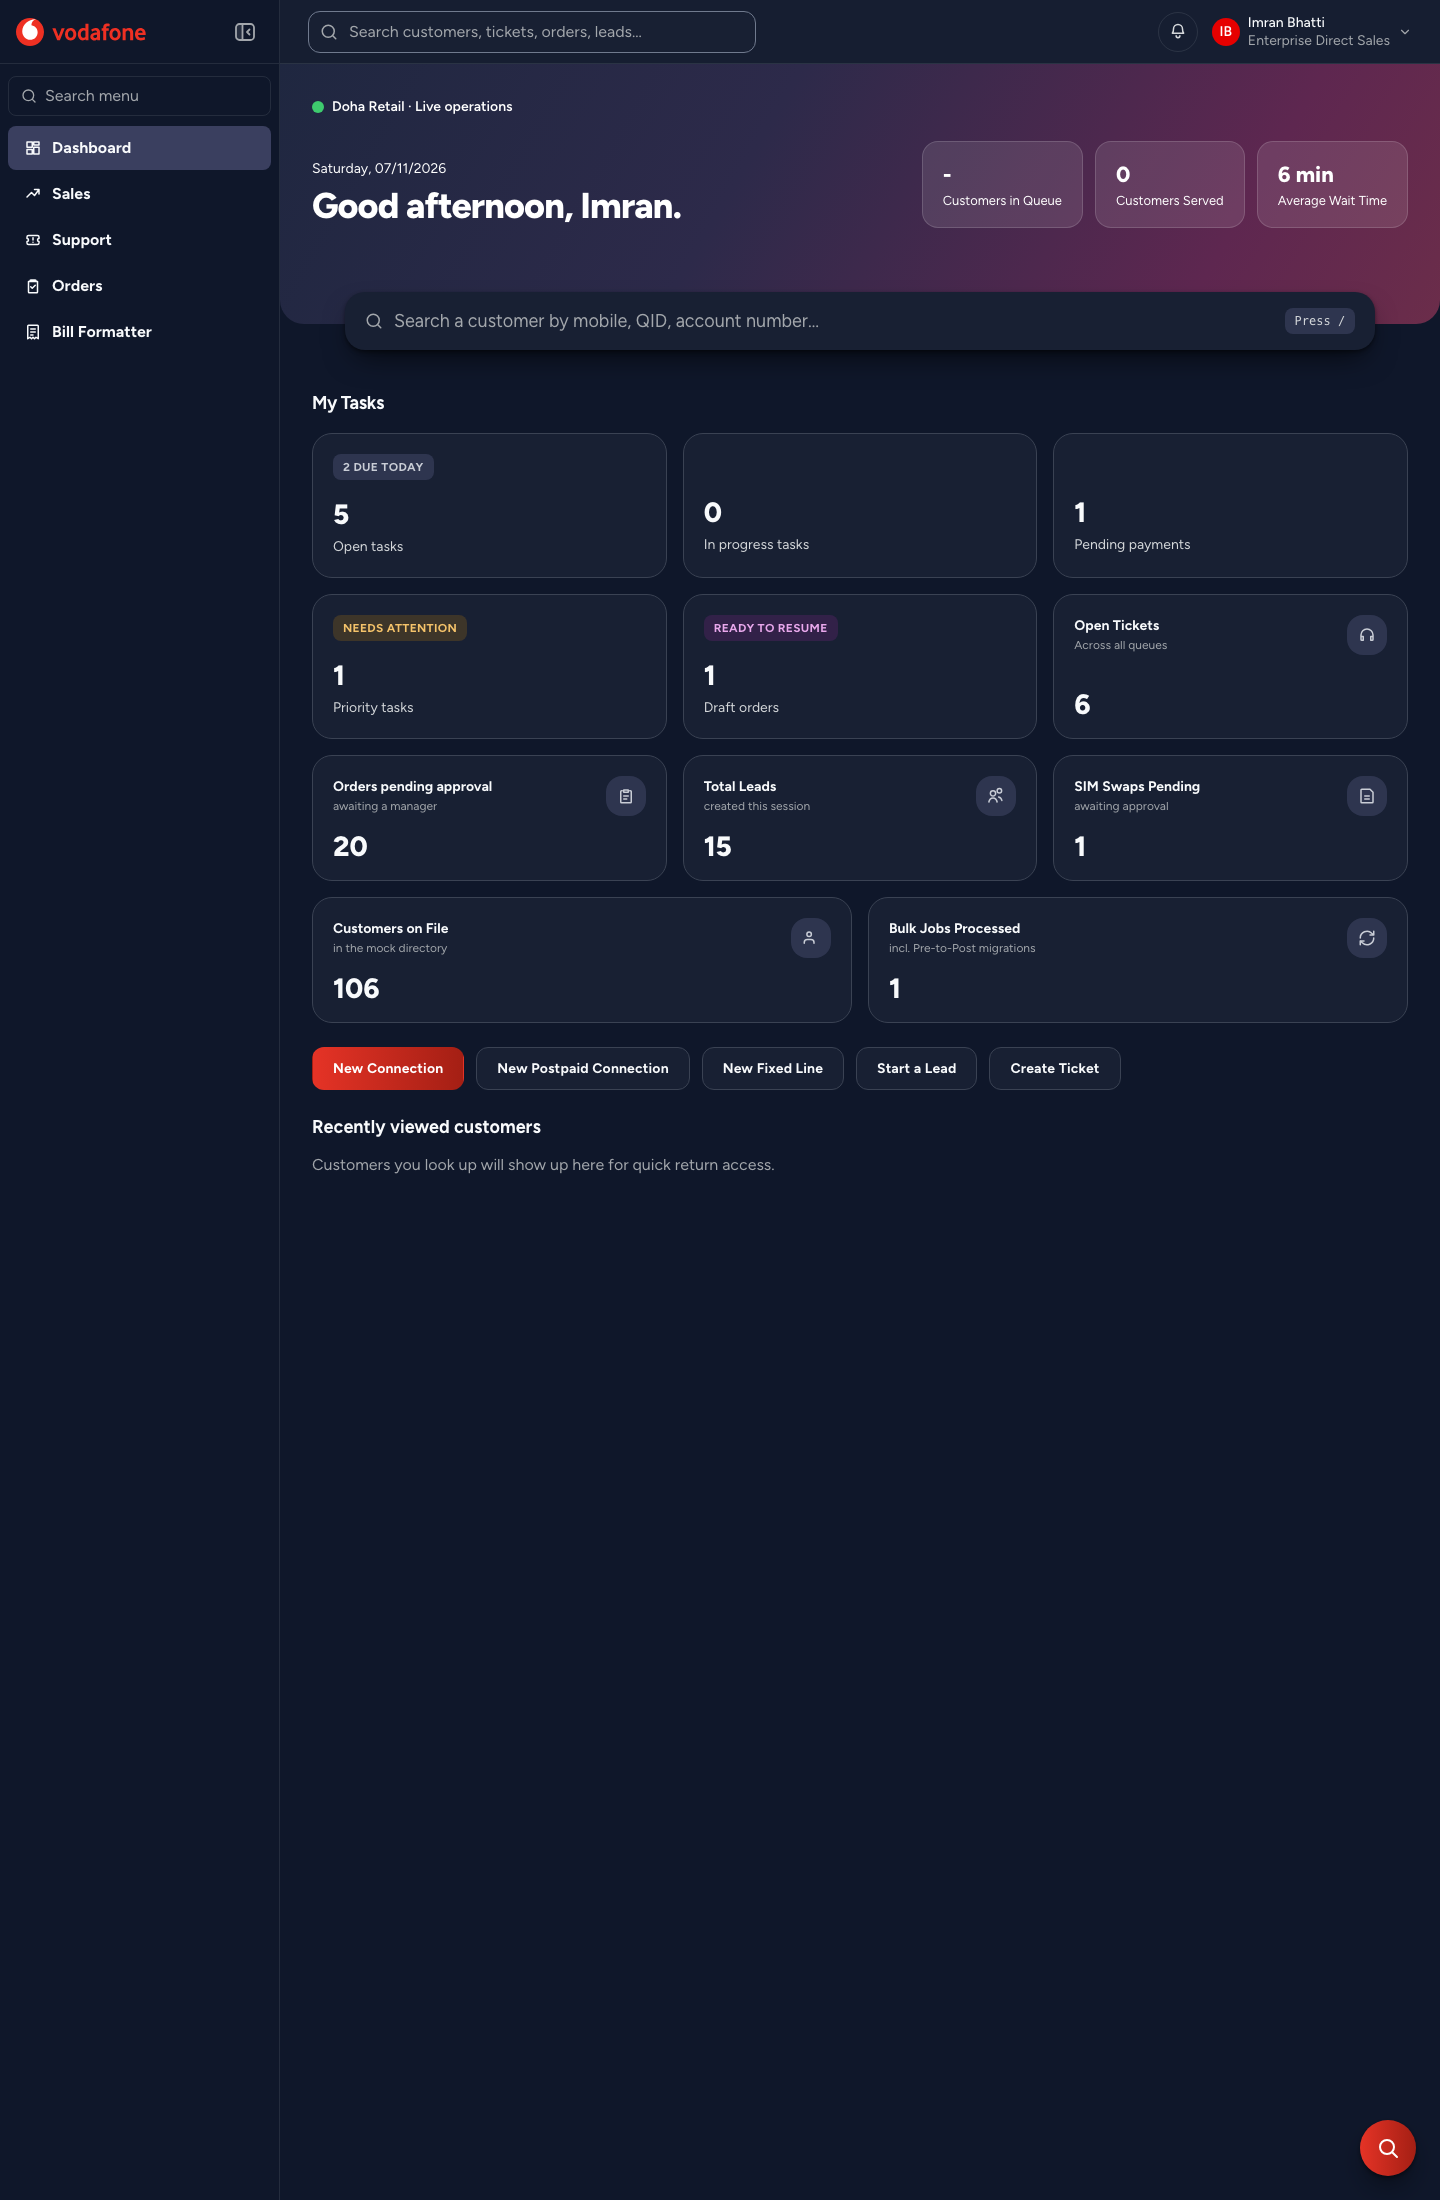 vodafone
Search customers, tickets, orders, leads...
IB
Imran Bhatti
Enterprise Direct Sales
Search menu
Dashboard
Sales
Support
Orders
Bill Formatter
Doha Retail · Live operations
Saturday, 07/11/2026
Good afternoon, Imran.
-
Customers in Queue
0
Customers Served
6 min
Average Wait Time
Search a customer by mobile, QID, account number...
Press /
My Tasks
2 DUE TODAY
5
Open tasks
0
In progress tasks
1
Pending payments
NEEDS ATTENTION
1
Priority tasks
READY TO RESUME
1
Draft orders
Open Tickets
Across all queues
6
Orders pending approval
awaiting a manager
20
Total Leads
created this session
15
SIM Swaps Pending
awaiting approval
1
Customers on File
in the mock directory
106
Bulk Jobs Processed
incl. Pre-to-Post migrations
1
New Connection
New Postpaid Connection
New Fixed Line
Start a Lead
Create Ticket
Recently viewed customers
Customers you look up will show up here for quick return access.